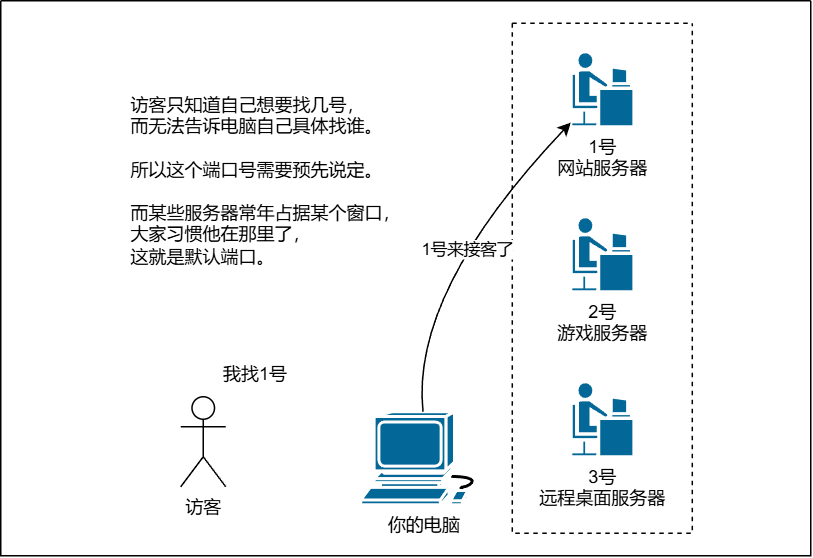 访客只知道自己想要找几号，
而无法告诉电脑自己具体找谁。
所以这个端口号需要预先说定。
而某些服务器常年占据某个窗口，
大家习惯他在那里了，
这就是默认端口。
1号
网站服务器
1号来接客了
2号
游戏服务器
我找1号
访客
你的电脑
3号
远程桌面服务器